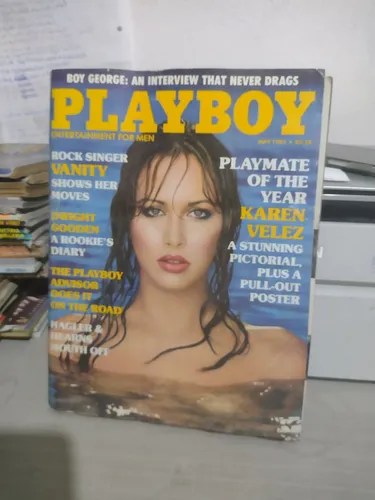 BOY GEORGE: AN INTERVIEW THAT NEVER DRAGS
PLAYBOY
ENTERTAINMENT FOR MEN
ROCK SINGER
VANITY
SHOWS HER
MOVES
DWIGHT
GOODEN
A ROOKIE'S
DIARY
THE PLAYBOY
ADVISOR
GOES IT
ON THE ROAD
HAGLER &
HEARNS
MOUTH OFF
PLAYMATE
OF THE
YEAR
KAREN
VELEZ
A STUNNING
PICTORIAL,
PLUS A
PULL-OUT
POSTER